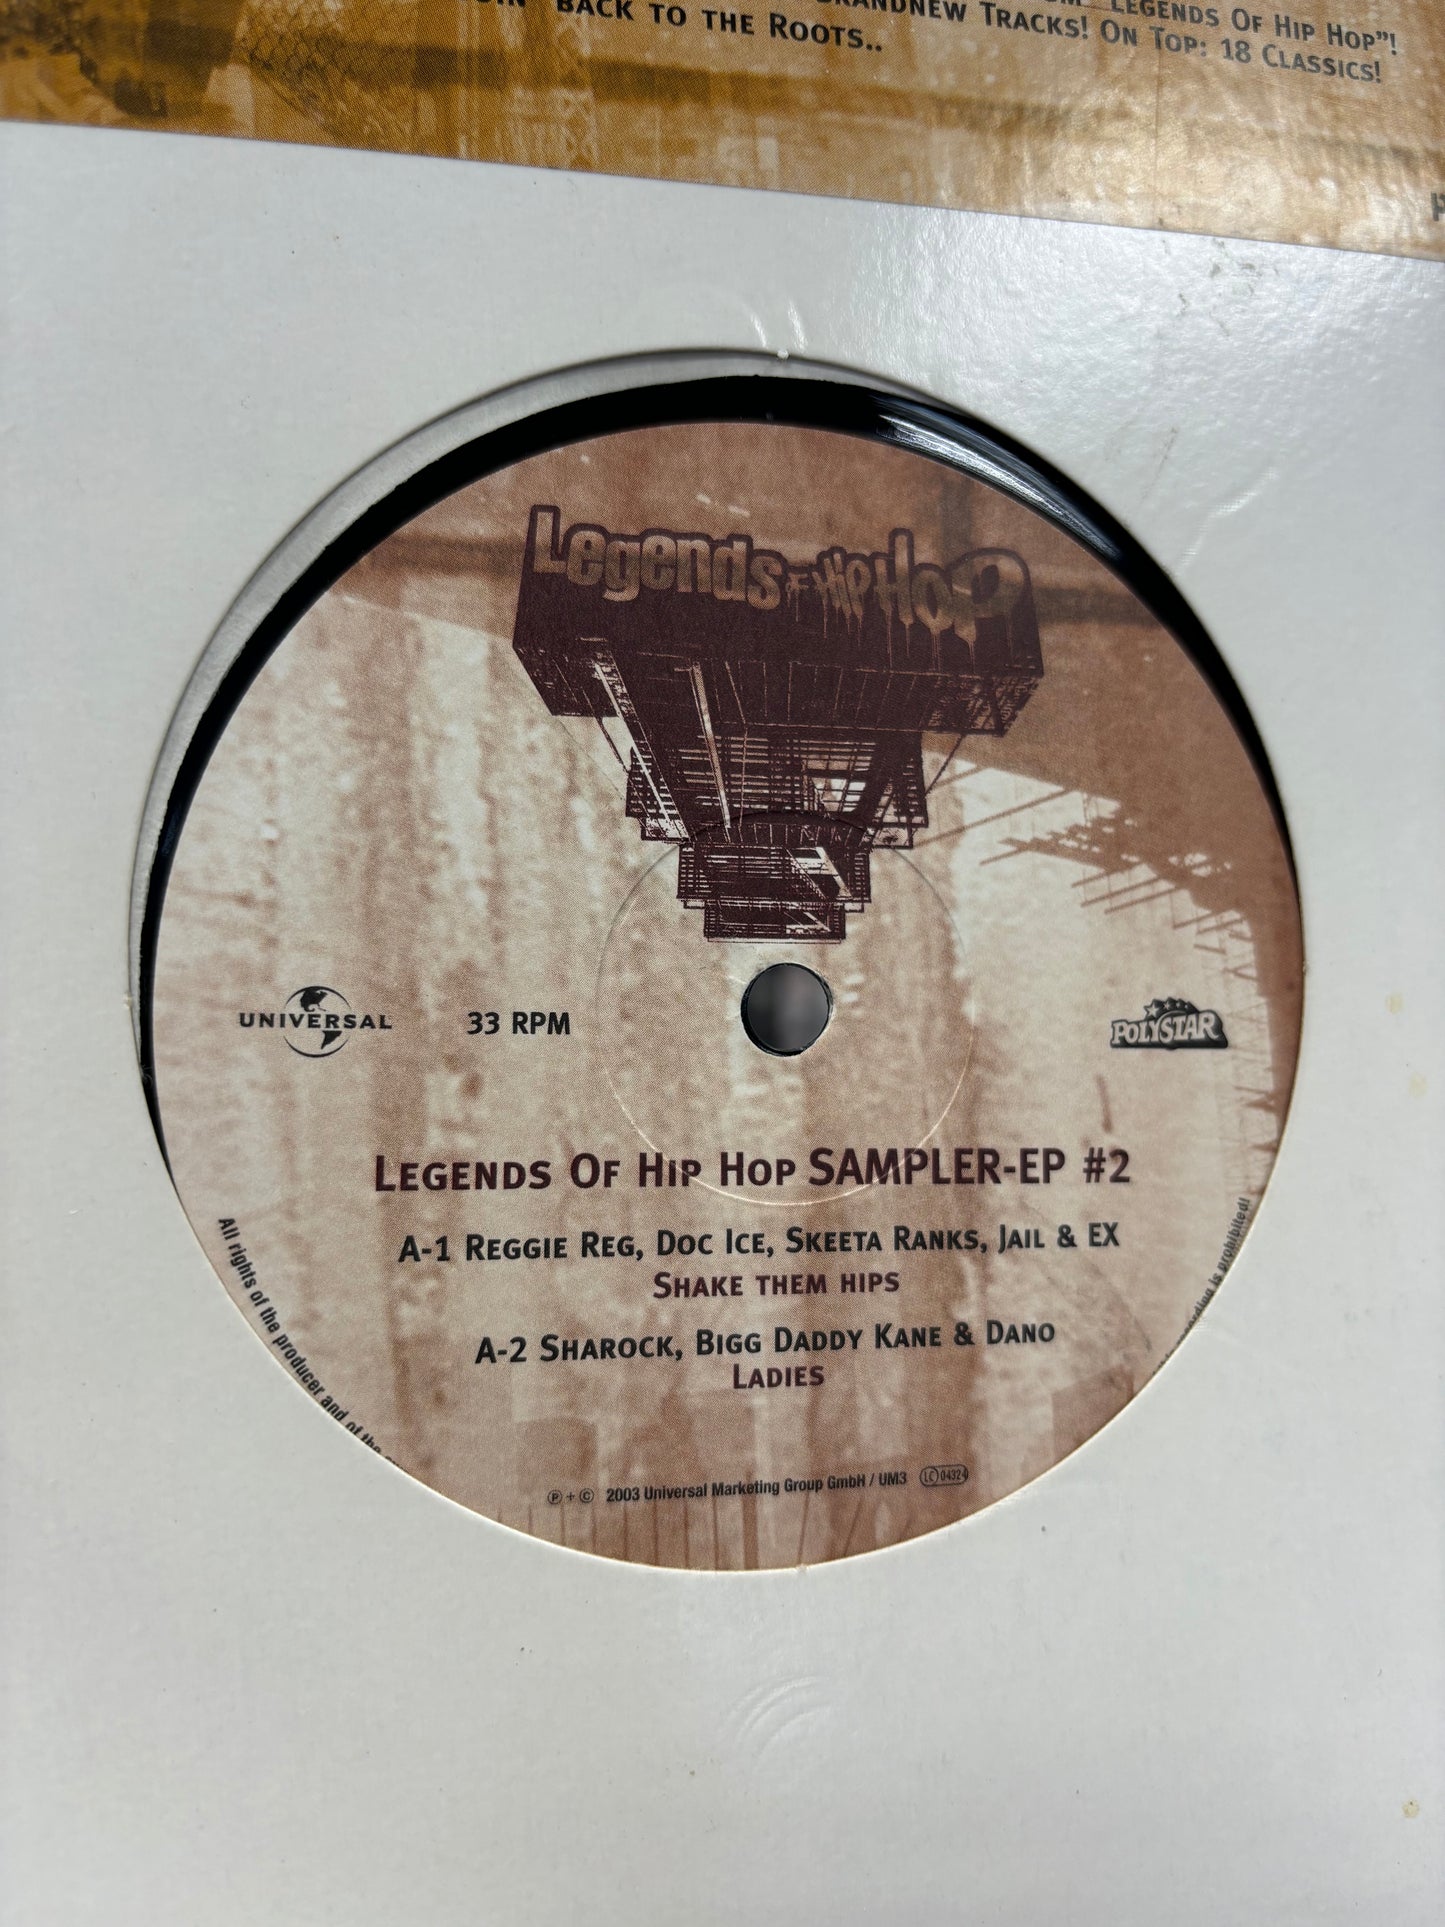 "Legends Of Hip Hop"!
Back to the Roots.. Brandnew Tracks! On Top: 18 Classics!
Legends of Hip Hop
UNIVERSAL
33 RPM
POLYSTAR
Legends Of Hip Hop SAMPLER-EP #2
A-1 Reggie Reg, Doc Ice, Skeeta Ranks, Jail & EX
Shake them hips
A-2 Sharock, Bigg Daddy Kane & Dano
Ladies
All rights of the producer and of the
is prohibited!
℗ + © 2003 Universal Marketing Group GmbH / UM3 LC 0432